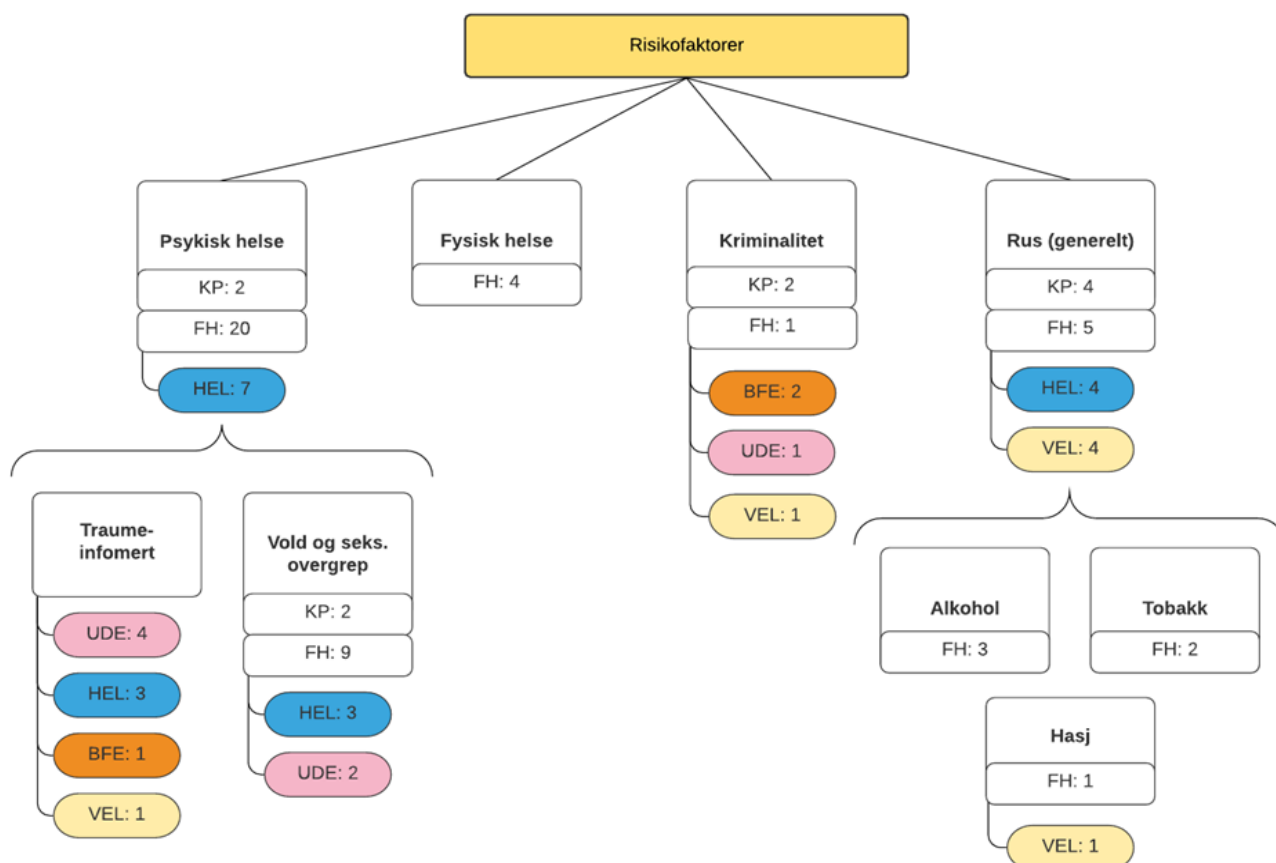 Risikofaktorer
Psykisk helse
KP: 2
FH: 20
HEL: 7
Fysisk helse
FH: 4
Kriminalitet
KP: 2
FH: 1
BFE: 2
UDE: 1
VEL: 1
Rus (generelt)
KP: 4
FH: 5
HEL: 4
VEL: 4
Traume-
infomert
UDE: 4
HEL: 3
BFE: 1
VEL: 1
Vold og seks.
overgrep
KP: 2
FH: 9
HEL: 3
UDE: 2
Alkohol
FH: 3
Tobakk
FH: 2
Hasj
FH: 1
VEL: 1